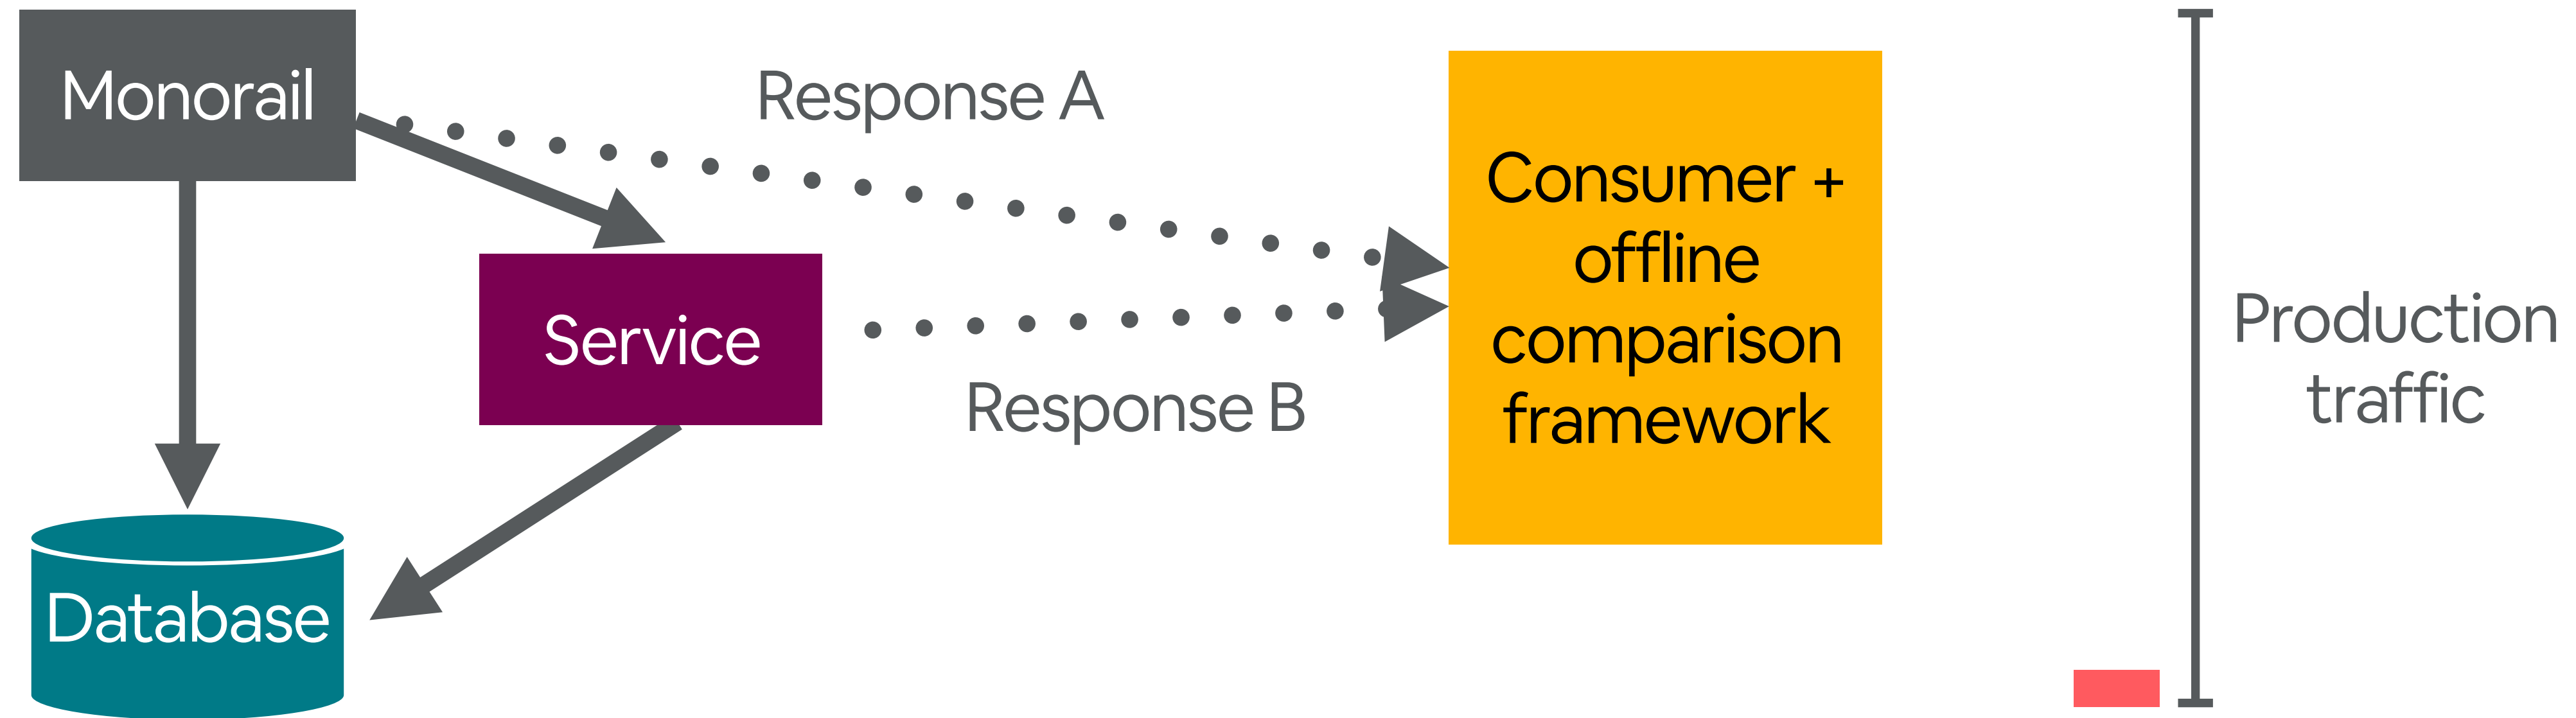 Monorail
Response A
Consumer +
offline
comparison
framework
Service
Response B
Database
Production
traffic